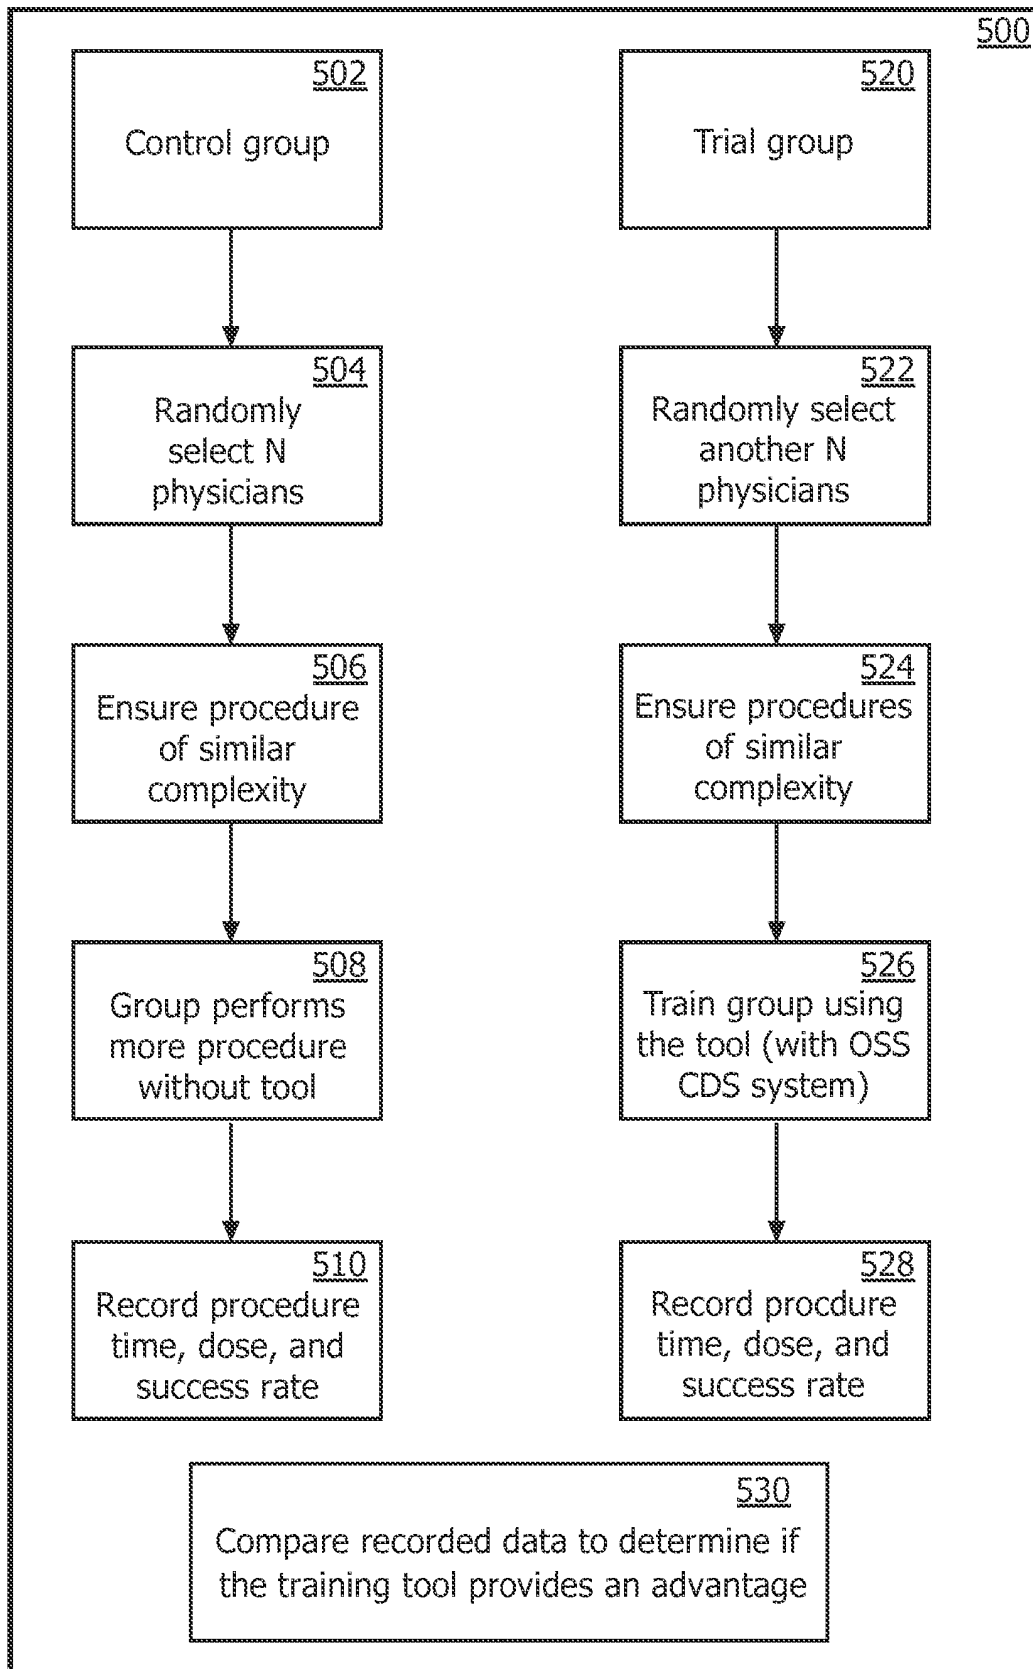 500
502
Control group
504
Randomly
select N
physicians
506
Ensure procedure
of similar
complexity
508
Group performs
more procedure
without tool
510
Record procedure
time, dose, and
success rate
520
Trial group
522
Randomly select
another N
physicians
524
Ensure procedures
of similar
complexity
526
Train group using
the tool (with OSS
CDS system)
528
Record procdure
time, dose, and
success rate
530
Compare recorded data to determine if
the training tool provides an advantage